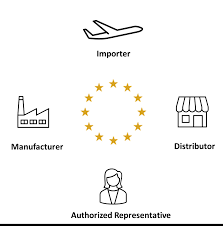 Importer
Manufacturer
Distributor
Authorized Representative